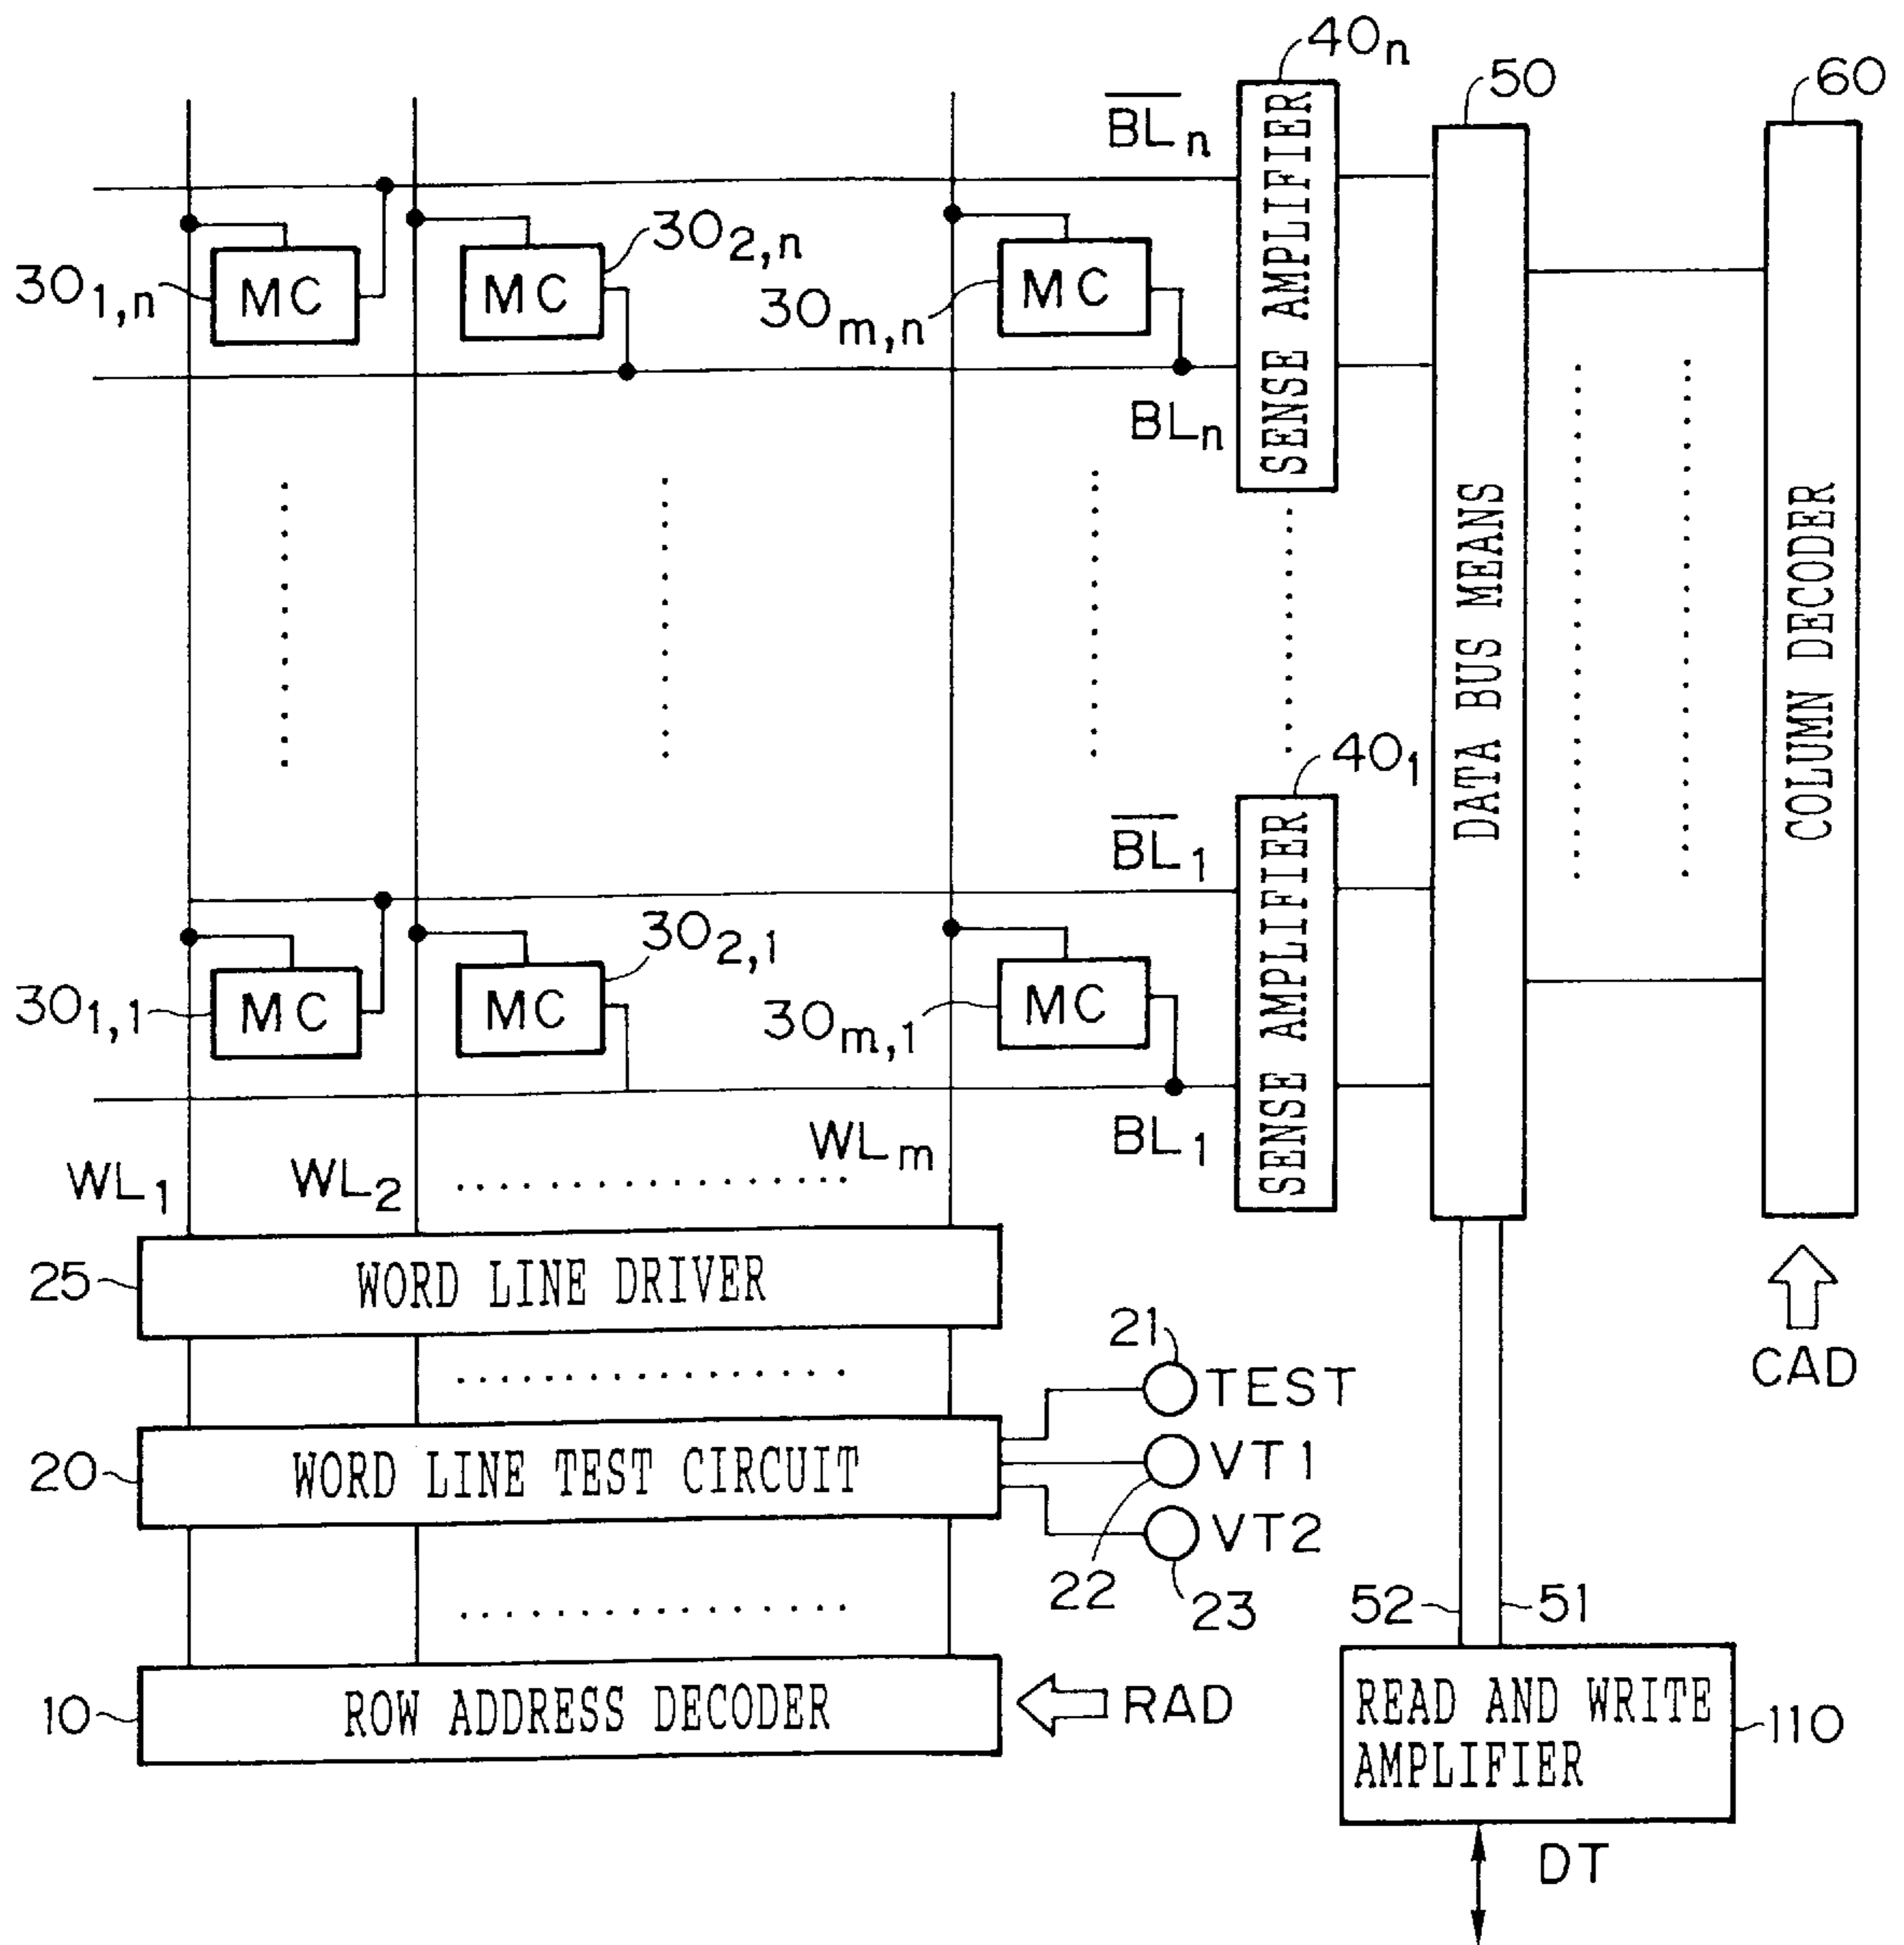 40n
50
60
B̅L̅n
SENSE AMPLIFIER
301,n
MC
302,n
MC
30m,n
MC
BLn
DATA BUS MEANS
COLUMN DECODER
401
B̅L̅1
SENSE AMPLIFIER
301,1
MC
302,1
MC
30m,1
MC
BL1
WL1
WL2
WLm
25
WORD LINE DRIVER
21
TEST
CAD
20
WORD LINE TEST CIRCUIT
VT1
22
VT2
23
52
51
10
ROW ADDRESS DECODER
RAD
READ AND WRITE
AMPLIFIER
110
DT